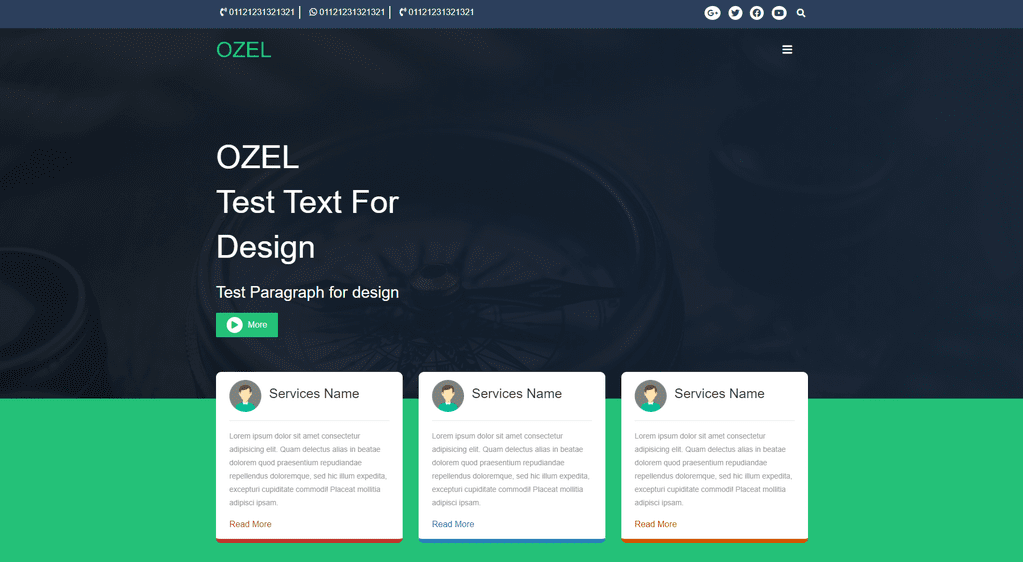 01121231321321 01121231321321 01121231321321
OZEL
OZEL
Test Text For
Design
Test Paragraph for design
More
Services Name
Lorem ipsum dolor sit amet consectetur
adipisicing elit. Quam delectus alias in beatae
dolorem quod praesentium repudiandae
repellendus doloremque, sed hic illum expedita,
excepturi cupiditate commodi! Placeat mollitia
adipisci ipsam.
Read More
Services Name
Lorem ipsum dolor sit amet consectetur
adipisicing elit. Quam delectus alias in beatae
dolorem quod praesentium repudiandae
repellendus doloremque, sed hic illum expedita,
excepturi cupiditate commodi! Placeat mollitia
adipisci ipsam.
Read More
Services Name
Lorem ipsum dolor sit amet consectetur
adipisicing elit. Quam delectus alias in beatae
dolorem quod praesentium repudiandae
repellendus doloremque, sed hic illum expedita,
excepturi cupiditate commodi! Placeat mollitia
adipisci ipsam.
Read More